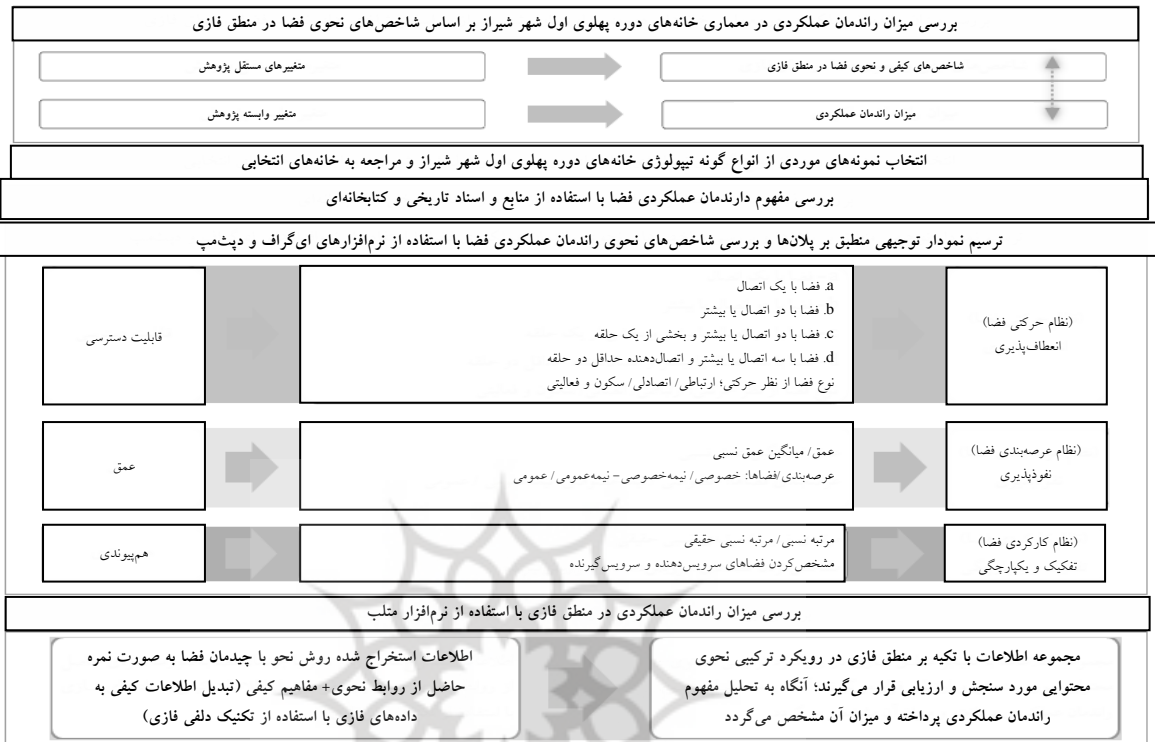 بررسی میزان راندمان عملکردی در معماری خانه‌های دوره پهلوی اول شهر شیراز بر اساس شاخص‌های نحوی فضا در منطق فازی
شاخص‌های کیفی و نحوی فضا در منطق فازی
متغیرهای مستقل پژوهش
میزان راندمان عملکردی
متغیر وابسته پژوهش
انتخاب نمونه‌های موردی از انواع گونه تیپولوژی خانه‌های دوره پهلوی اول شهر شیراز و مراجعه به خانه‌های انتخابی
بررسی مفهوم دارندمان عملکردی فضا با استفاده از منابع و اسناد تاریخی و کتابخانه‌ای
ترسیم نمودار توجیهی منطبق بر پلان‌ها و بررسی شاخص‌های نحوی راندمان عملکردی فضا با استفاده از نرم‌افزارهای ای‌گراف و دپث‌مپ
(نظام حرکتی فضا)
انعطاف‌پذیری
a. فضا با یک اتصال
b. فضا با دو اتصال یا بیشتر
c. فضا با دو اتصال یا بیشتر و بخشی از یک حلقه
d. فضا با سه اتصال یا بیشتر و اتصال‌دهنده حداقل دو حلقه
نوع فضا از نظر حرکتی؛ ارتباطی/ اتصادلی/ سکون و فعالیتی
قابلیت دسترسی
(نظام عرصه‌بندی فضا)
نفوذپذیری
عمق/ میانگین عمق نسبی
عرصه‌بندی/فضاها: خصوصی/ نیمه‌خصوصی– نیمه‌عمومی/ عمومی
عمق
(نظام کارکردی فضا)
تفکیک و یکپارچگی
مرتبه نسبی/ مرتبه نسبی حقیقی
مشخص‌کردن فضاهای سرویس‌دهنده و سرویس‌گیرنده
هم‌پیوندی
بررسی میزان راندمان عملکردی در منطق فازی با استفاده از نرم‌افزار متلب
مجموعه اطلاعات با تکیه بر منطق فازی در رویکرد ترکیبی نحوی
محتوایی مورد سنجش و ارزیابی قرار می‌گیرند؛ آنگاه به تحلیل مفهوم
راندمان عملکردی پرداخته و میزان آن مشخص می‌گردد
اطلاعات استخراج شده روش نحو با چیدمان فضا به صورت نمره
حاصل از روابط نحوی+ مفاهیم کیفی (تبدیل اطلاعات کیفی به
داده‌های فازی با استفاده از تکنیک دلفی فازی)